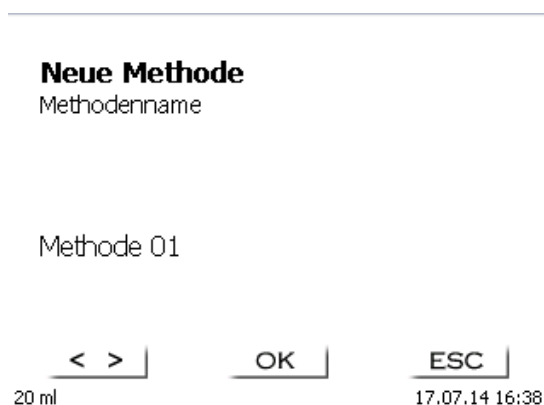 Neue Methode
Methodenname
Methode 01
< > OK ESC
20 ml 17.07.14 16:38